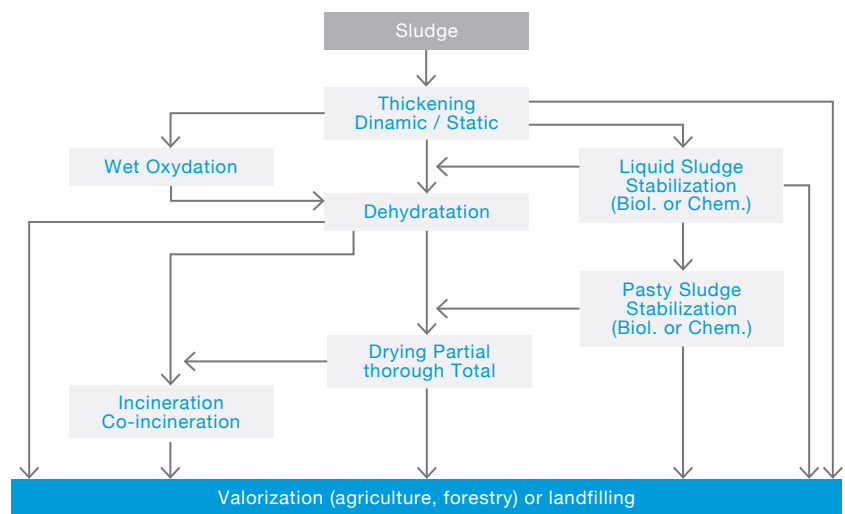 Sludge
Thickening
Dinamic / Static
Wet Oxydation
Liquid Sludge
Stabilization
(Biol. or Chem.)
Dehydratation
Pasty Sludge
Stabilization
(Biol. or Chem.)
Drying Partial
thorough Total
Incineration
Co-incineration
Valorization (agriculture, forestry) or landfilling